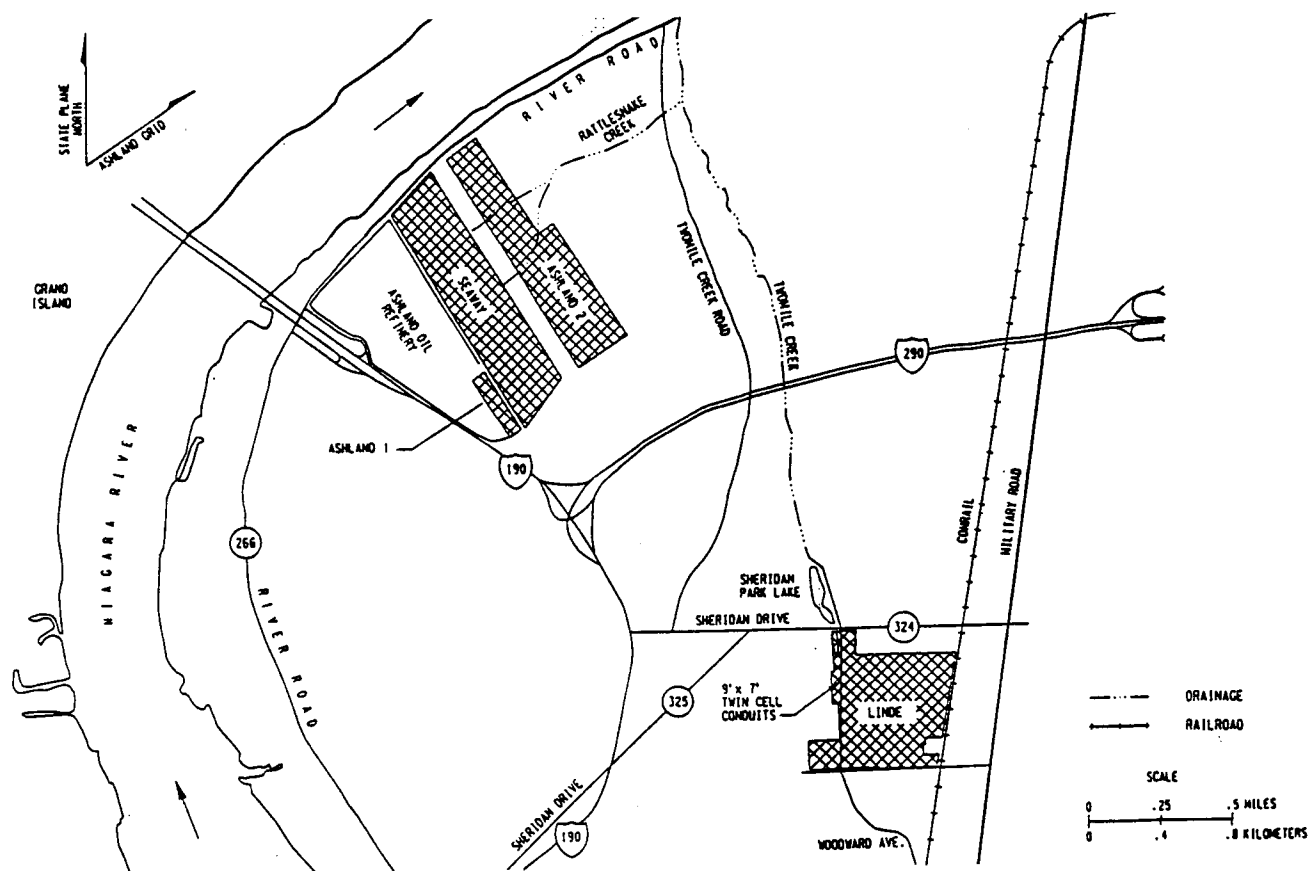 STATE PLANE
NORTH
ASHLAND GRID
RIVER ROAD
RATTLESNAKE
CREEK
GRAND
ISLAND
SEAWAY
ASHLAND 2
ASHLAND OIL
REFINERY
TWOMILE CREEK ROAD
TWOMILE CREEK
290
ASHLAND 1
190
NIAGARA RIVER
CONRAIL
MILITARY ROAD
266
RIVER ROAD
SHERIDAN
PARK LAKE
SHERIDAN DRIVE
324
325
9' x 7'
TWIN CELL
CONDUITS
LINDE
DRAINAGE
RAILROAD
SCALE
0 .25 .5 MILES
0 .4 .8 KILOMETERS
SHERIDAN DRIVE
190
WOODWARD AVE.